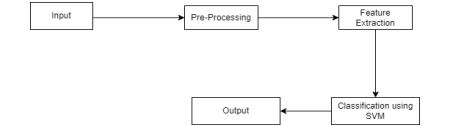 Input
Pre-Processing
Feature
Extraction
Classification using
SVM
Output